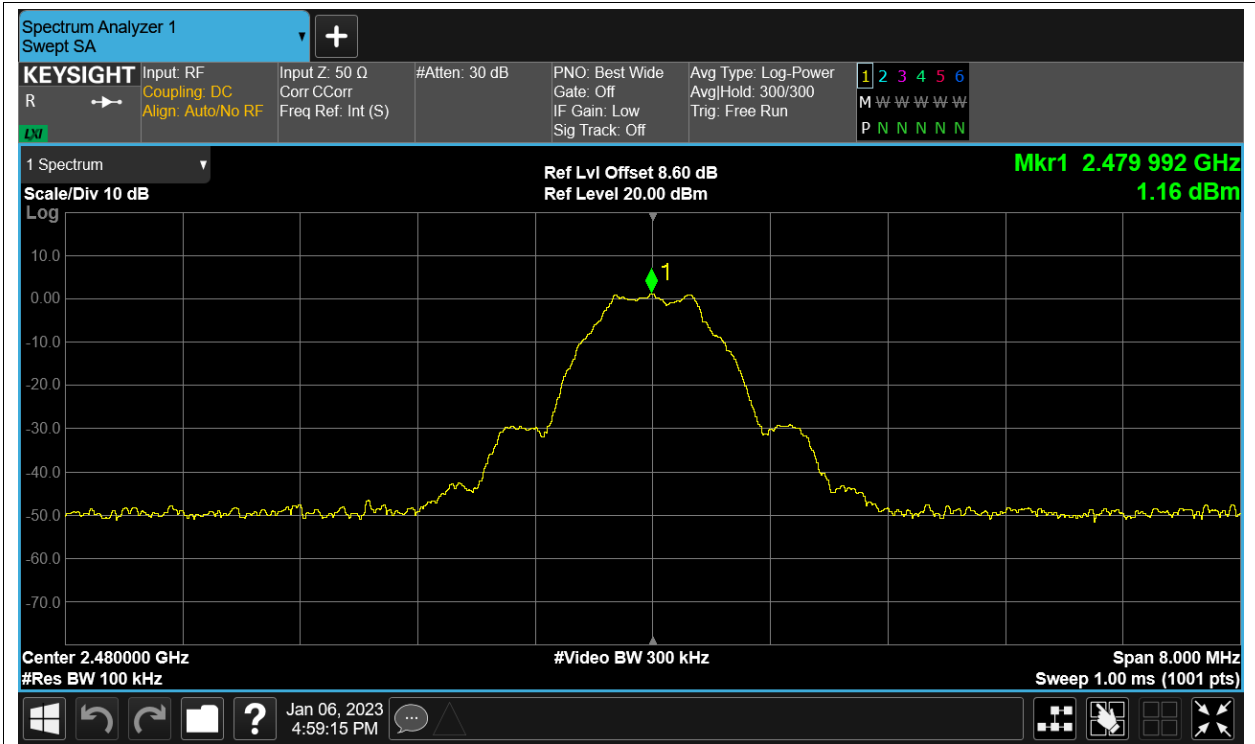 Spectrum Analyzer 1
Swept SA
KEYSIGHT
R
LXI
Input: RF
Coupling: DC
Align: Auto/No RF
Input Z: 50 Ω
Corr CCorr
Freq Ref: Int (S)
#Atten: 30 dB
PNO: Best Wide
Gate: Off
IF Gain: Low
Sig Track: Off
Avg Type: Log-Power
Avg|Hold: 300/300
Trig: Free Run
1 2 3 4 5 6
M W W W W W
P N N N N N
1 Spectrum
Scale/Div 10 dB
Log
Ref Lvl Offset 8.60 dB
Ref Level 20.00 dBm
Mkr1 2.479 992 GHz
1.16 dBm
1
10.0
0.00
-10.0
-20.0
-30.0
-40.0
-50.0
-60.0
-70.0
Center 2.480000 GHz
#Res BW 100 kHz
#Video BW 300 kHz
Span 8.000 MHz
Sweep 1.00 ms (1001 pts)
?
Jan 06, 2023
4:59:15 PM